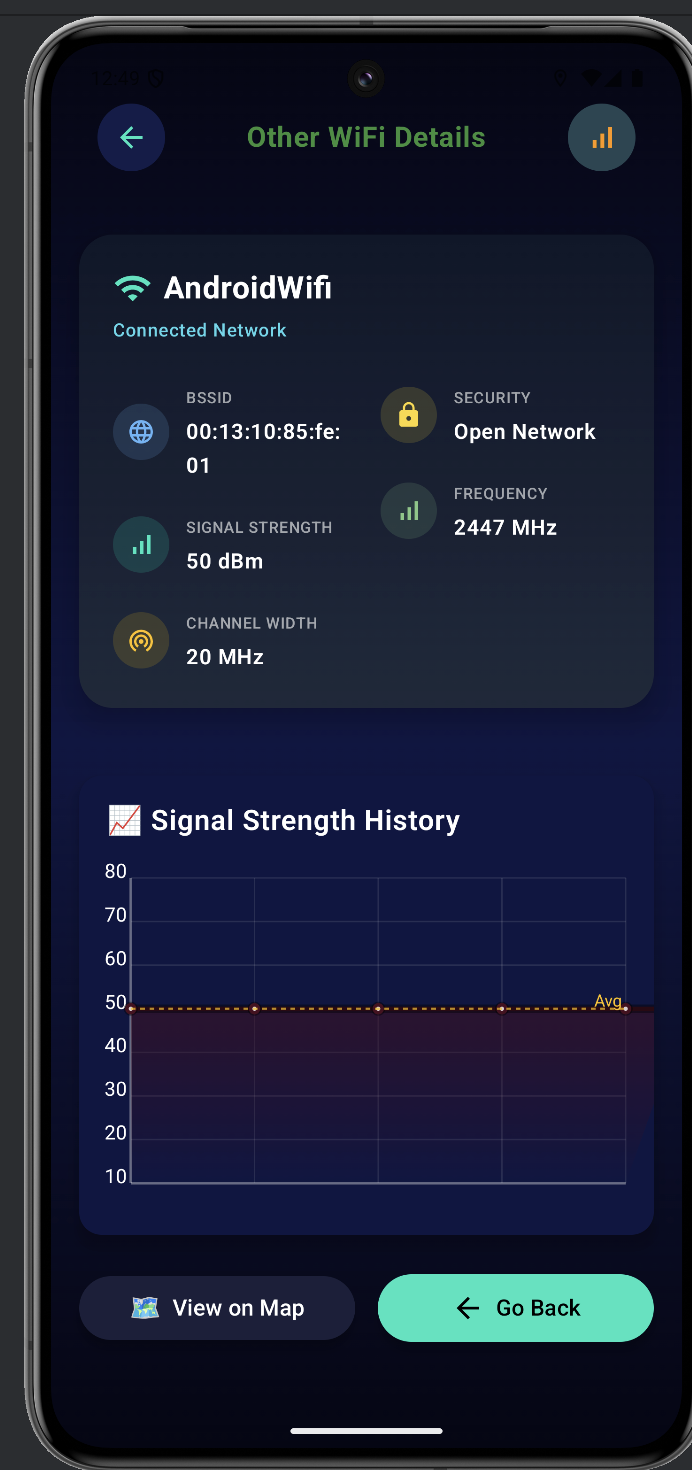 12:49
Other WiFi Details
AndroidWifi
Connected Network
BSSID
00:13:10:85:fe:
01
SECURITY
Open Network
SIGNAL STRENGTH
50 dBm
FREQUENCY
2447 MHz
CHANNEL WIDTH
20 MHz
📈 Signal Strength History
80
70
60
50
Avg
40
30
20
10
🗺️ View on Map
← Go Back